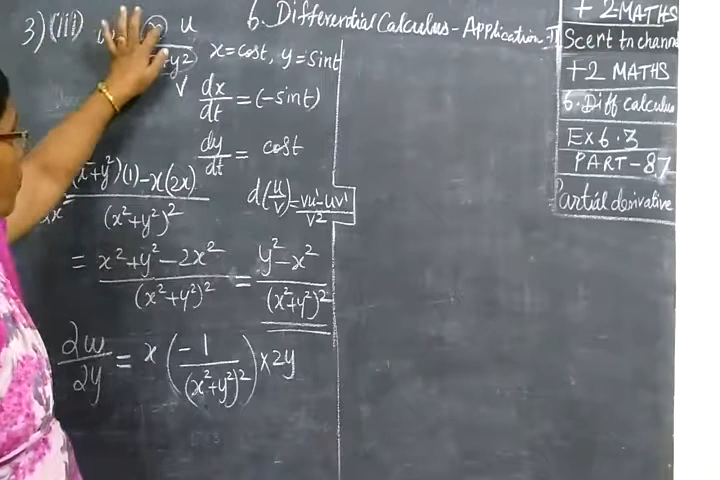 6. Differential Calculus - Application - II
3) (iii) x u
+y²) x = cost, y = sint
v dx/dt = (-sint)
dy/dt = cost
(x²+y²)(1) - x(2x) / (x²+y²)²
d(u/v) = vu' - uv' / v²
= x² + y² - 2x² / (x²+y²)² = y² - x² / (x²+y²)²
∂w/∂y = x (-1 / (x²+y²)²) × 2y
+2 MATHS
Scert tn channe
+2 MATHS
6. Diff calculus
Ex 6.3
PART - 87
Partial derivative